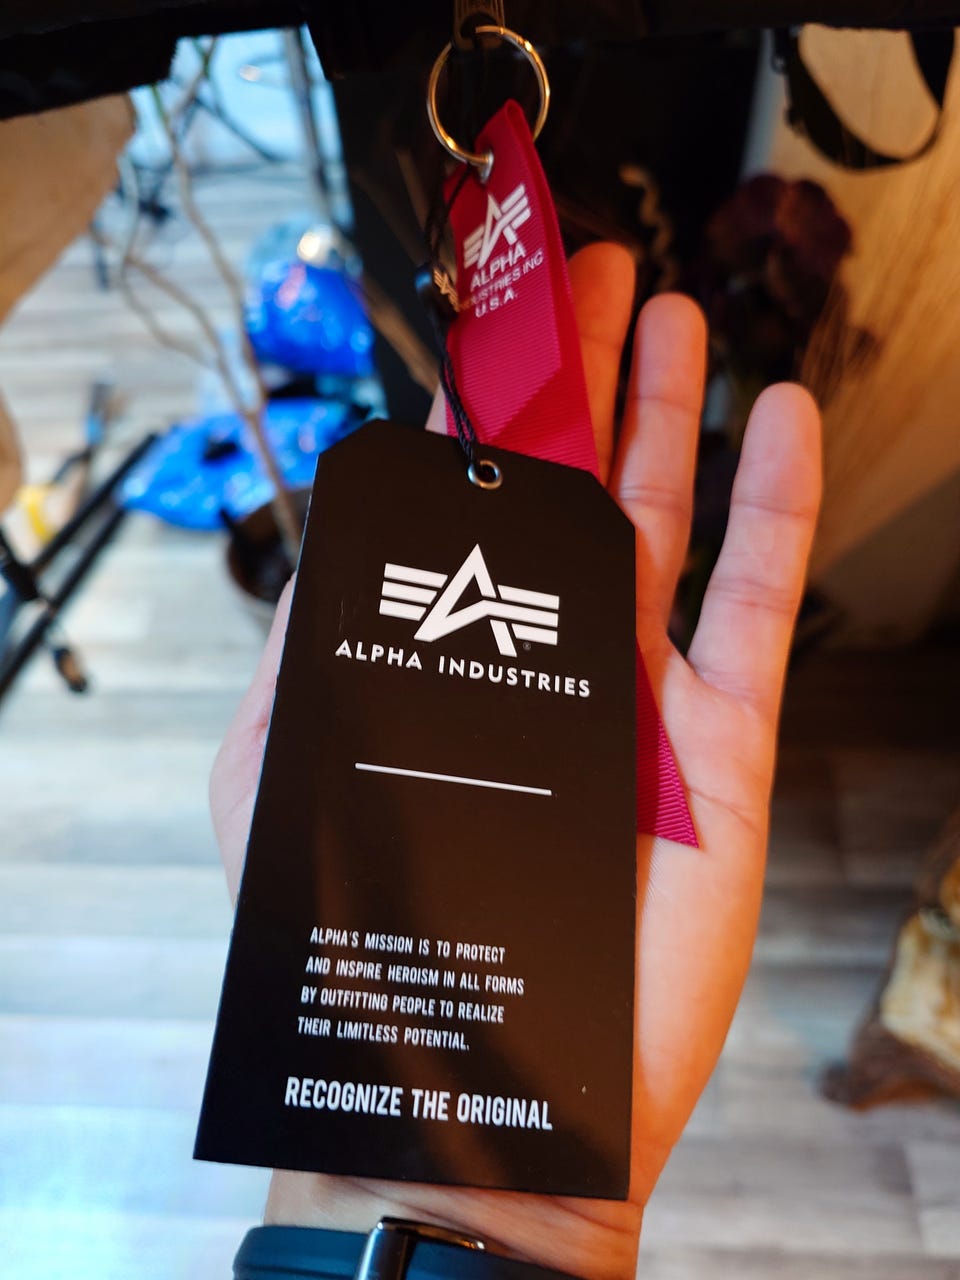 ALPHA
INDUSTRIES INC
U.S.A.
ALPHA INDUSTRIES
ALPHA'S MISSION IS TO PROTECT
AND INSPIRE HEROISM IN ALL FORMS
BY OUTFITTING PEOPLE TO REALIZE
THEIR LIMITLESS POTENTIAL.
RECOGNIZE THE ORIGINAL